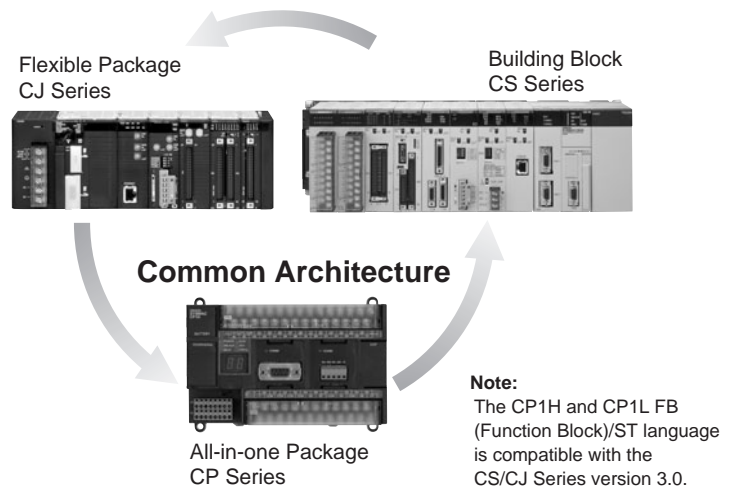 Flexible Package
CJ Series
Building Block
CS Series
Common Architecture
All-in-one Package
CP Series
Note:
The CP1H and CP1L FB
(Function Block)/ST language
is compatible with the
CS/CJ Series version 3.0.